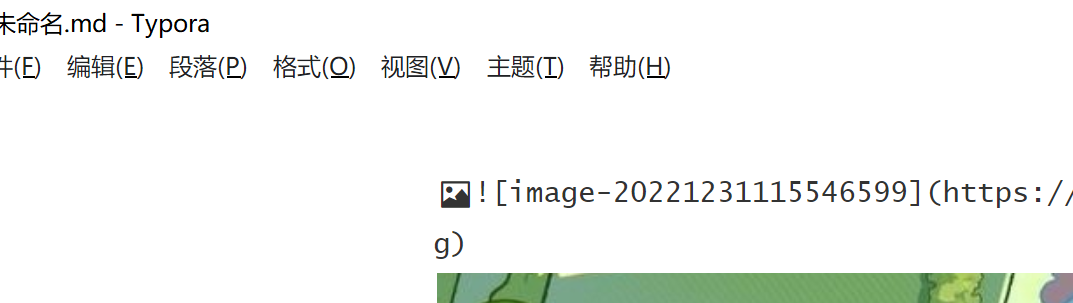 未命名.md - Typora
件(F) 编辑(E) 段落(P) 格式(O) 视图(V) 主题(T) 帮助(H)
![image-20221231115546599](https://
g)